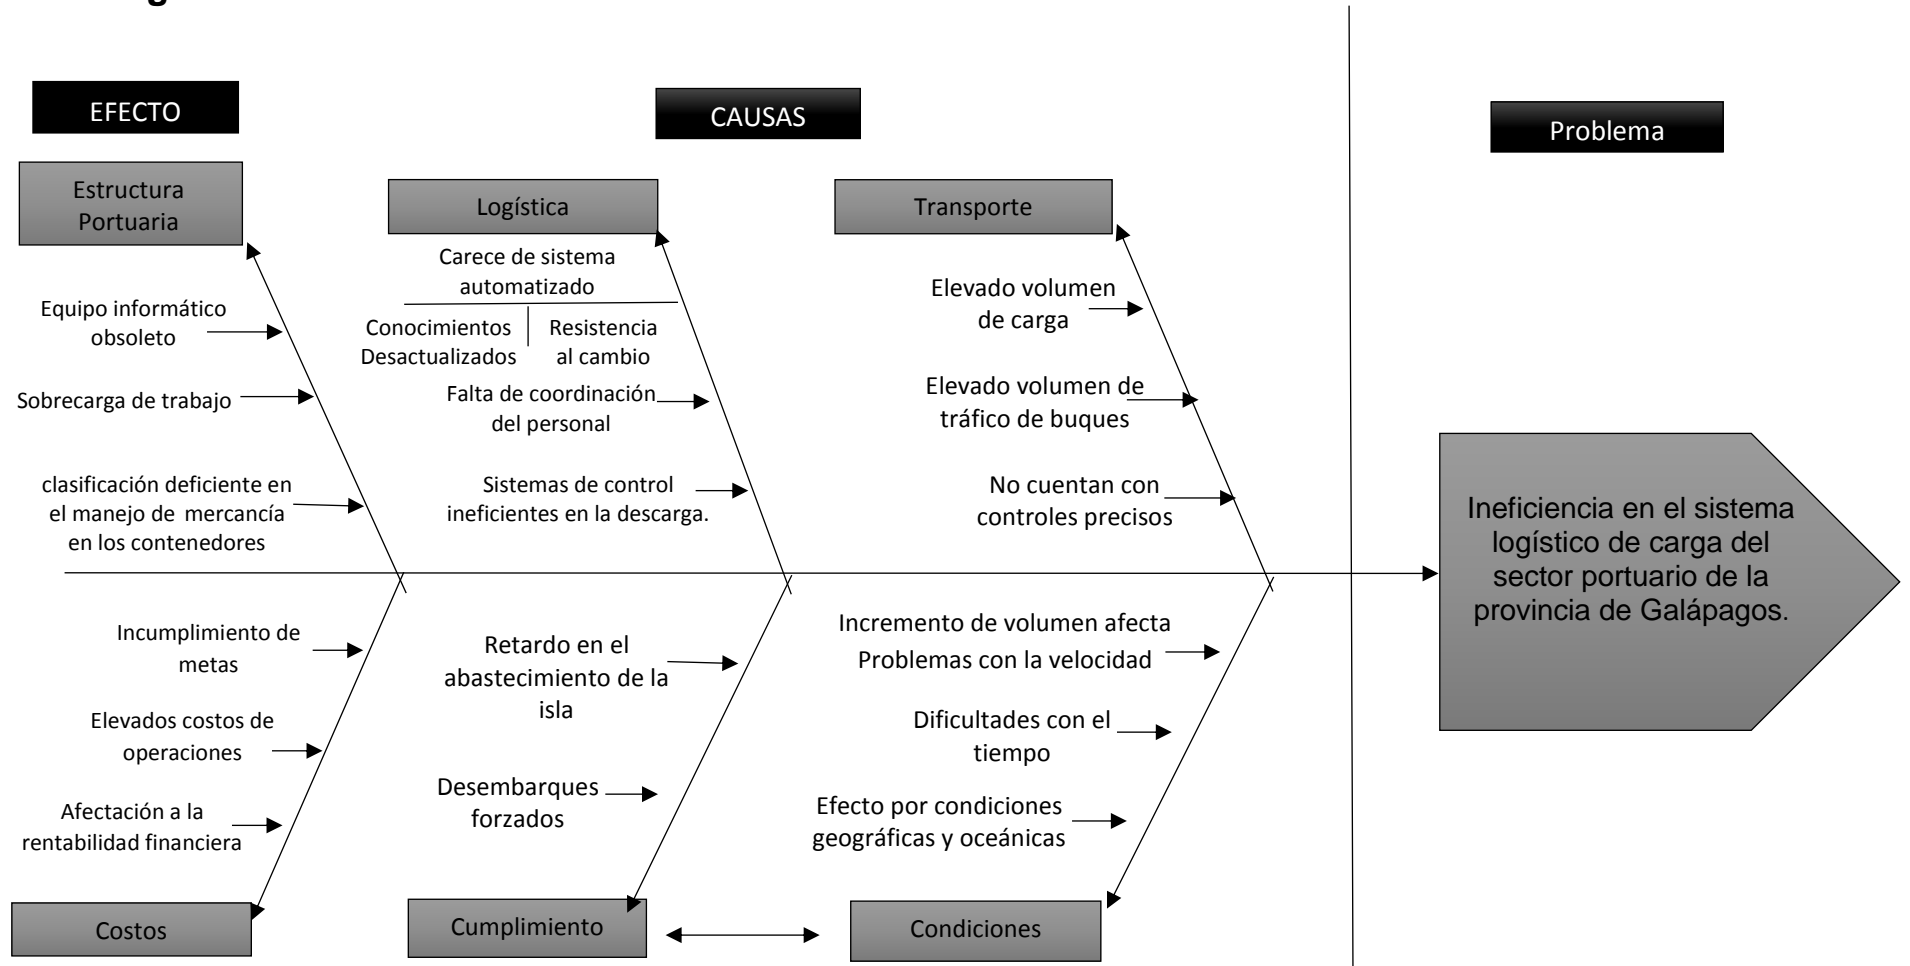 EFECTO
CAUSAS
Problema
Estructura
Portuaria
Logística
Transporte
Equipo informático
obsoleto
Sobrecarga de trabajo
clasificación deficiente en
el manejo de mercancía
en los contenedores
Carece de sistema
automatizado
Conocimientos
Desactualizados
Resistencia
al cambio
Falta de coordinación
del personal
Sistemas de control
ineficientes en la descarga.
Elevado volumen
de carga
Elevado volumen de
tráfico de buques
No cuentan con
controles precisos
Ineficiencia en el sistema
logístico de carga del
sector portuario de la
provincia de Galápagos.
Incumplimiento de
metas
Elevados costos de
operaciones
Afectación a la
rentabilidad financiera
Retardo en el
abastecimiento de la
isla
Desembarques
forzados
Incremento de volumen afecta
Problemas con la velocidad
Dificultades con el
tiempo
Efecto por condiciones
geográficas y oceánicas
Costos
Cumplimiento
Condiciones